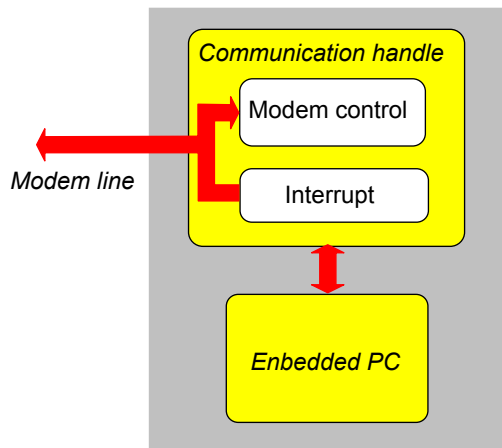 Communication handle
Modem control
Modem line
Interrupt
Enbedded PC